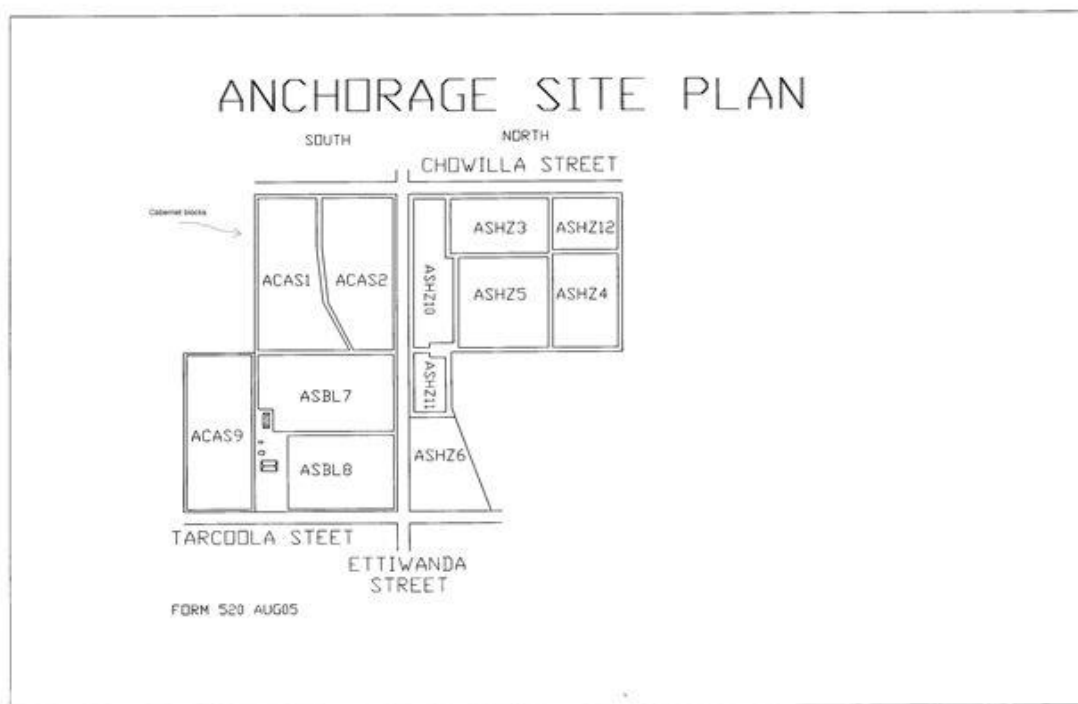 ANCHORAGE SITE PLAN
SOUTH
NORTH
CHOWILLA STREET
Cabernet blocks
ACAS1
ACAS2
ASHZ10
ASHZ3
ASHZ12
ASHZ5
ASHZ4
ASBL7
ASHZ11
ACAS9
ASBL8
ASHZ6
TARCOOLA STEET
ETTIWANDA
STREET
FORM 520 AUG05